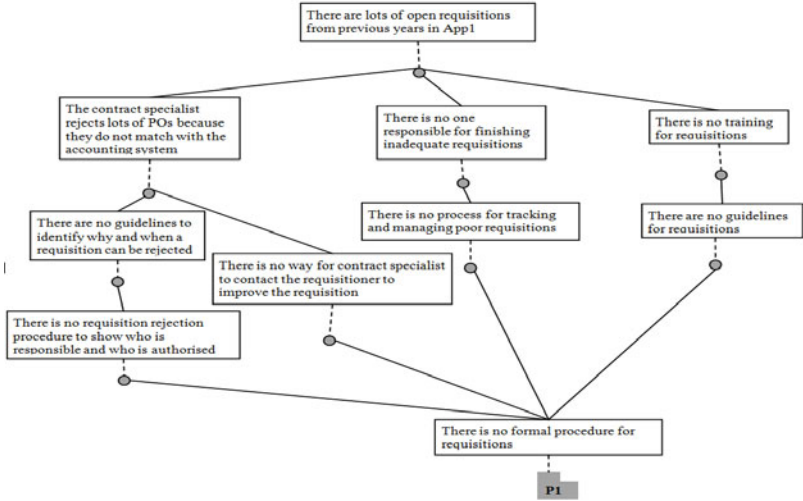 There are lots of open requisitions
from previous years in App1
The contract specialist
rejects lots of POs because
they do not match with the
accounting system
There is no one
responsible for finishing
inadequate requisitions
There is no training
for requisitions
There are no guidelines to
identify why and when a
requisition can be rejected
There is no way for contract specialist
to contact the requisitioner to
improve the requisition
There is no process for tracking
and managing poor requisitions
There are no guidelines
for requisitions
There is no requisition rejection
procedure to show who is
responsible and who is authorised
There is no formal procedure for
requisitions
P1